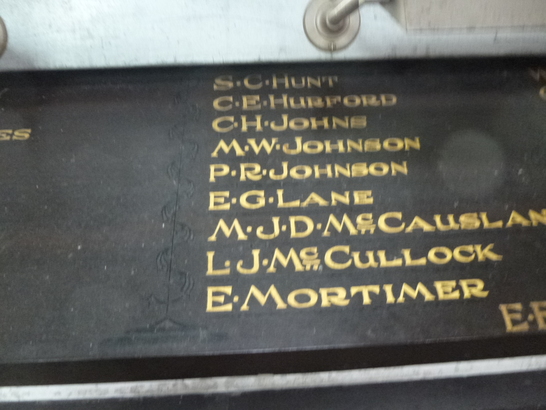 S·C·HUNT
C·E·HURFORD
C·H·JOHNS
M·W·JOHNSON
P·R·JOHNSON
E·G·LANE
M·J·D·McCAUSLAN
L·J·McCULLOCK
E·MORTIMER